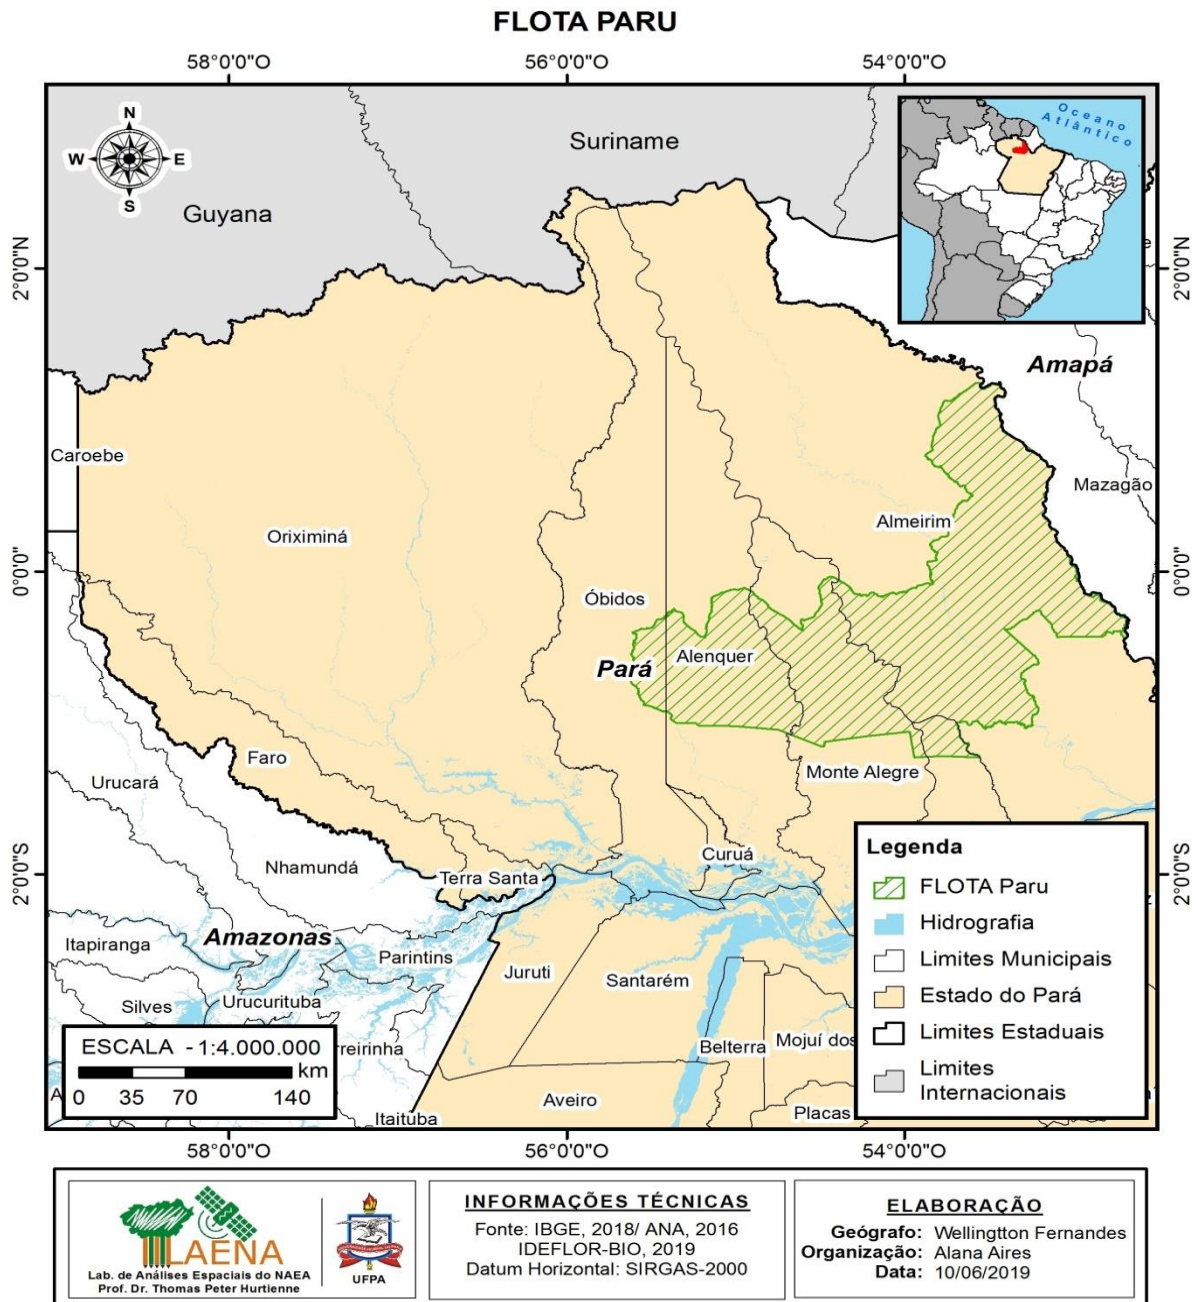 FLOTA PARU
58°0'0"O
56°0'0"O
54°0'0"O
N
W
E
S
Suriname
Guyana
Oceano
Atlântico
2°0'0"N
2°0'0"N
Amapá
Caroebe
Mazagão
Oriximiná
Almeirim
0°0'0"
0°0'0"
Óbidos
Pará
Alenquer
Faro
Monte Alegre
Urucará
Nhamundá
Curuá
Terra Santa
2°0'0"S
2°0'0"S
Itapiranga
Amazonas
Parintins
Juruti
Santarém
Silves
Urucurituba
rreirinha
Belterra
Mojuí dos
Itaituba
Aveiro
Placas
Legenda
FLOTA Paru
Hidrografia
Limites Municipais
Estado do Pará
Limites Estaduais
Limites
Internacionais
ESCALA - 1:4.000.000
km
0 35 70 140
58°0'0"O
56°0'0"O
54°0'0"O
LAENA
Lab. de Análises Espaciais do NAEA
Prof. Dr. Thomas Peter Hurtienne
UFPA
INFORMAÇÕES TÉCNICAS
Fonte: IBGE, 2018/ ANA, 2016
IDEFLOR-BIO, 2019
Datum Horizontal: SIRGAS-2000
ELABORAÇÃO
Geógrafo: Wellingtton Fernandes
Organização: Alana Aires
Data: 10/06/2019